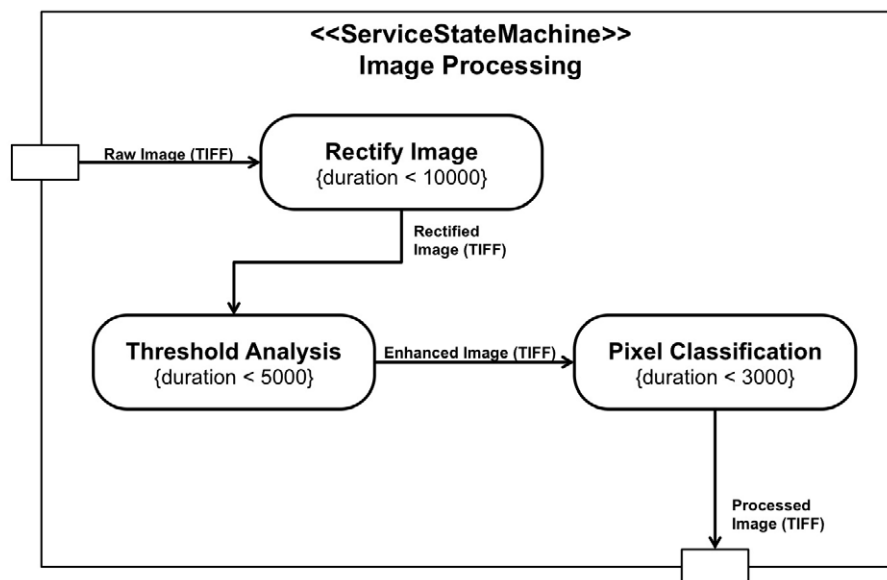 <<ServiceStateMachine>>
Image Processing
Raw Image (TIFF)
Rectify Image
{duration < 10000}
Rectified
Image (TIFF)
Threshold Analysis
{duration < 5000}
Enhanced Image (TIFF)
Pixel Classification
{duration < 3000}
Processed
Image (TIFF)